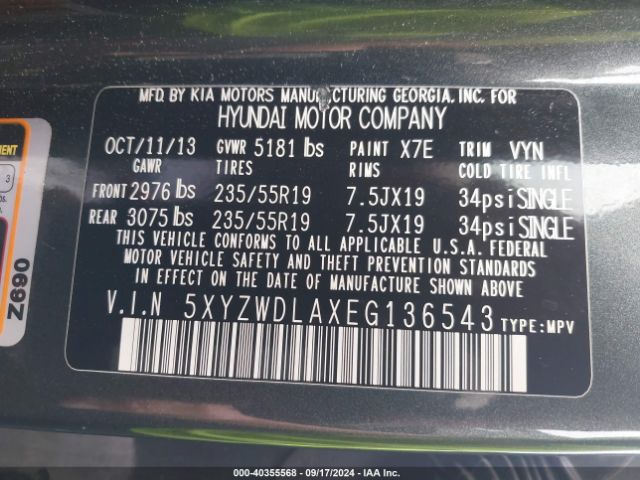 MFD. BY KIA MOTORS MANUFACTURING GEORGIA, INC. FOR
HYUNDAI MOTOR COMPANY
OCT/11/13 GVWR 5181 lbs PAINT X7E TRIM VYN
GAWR TIRES RIMS COLD TIRE INFL
FRONT 2976 lbs 235/55R19 7.5JX19 34psi SINGLE
REAR 3075 lbs 235/55R19 7.5JX19 34psi SINGLE
THIS VEHICLE CONFORMS TO ALL APPLICABLE U.S.A. FEDERAL
MOTOR VEHICLE SAFETY AND THEFT PREVENTION STANDARDS
IN EFFECT ON THE DATE OF MANUFACTURE SHOWN ABOVE
V.I.N 5XYZWDLAXEG136543 TYPE:MPV
3
Z690
000-40355568 - 09/17/2024 - IAA Inc.